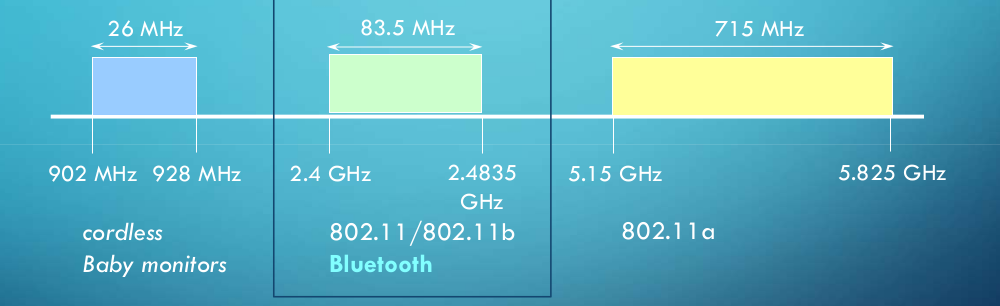 26 MHz
83.5 MHz
715 MHz
902 MHz 928 MHz
2.4 GHz
2.4835
GHz
5.15 GHz
5.825 GHz
cordless
Baby monitors
802.11/802.11b
Bluetooth
802.11a